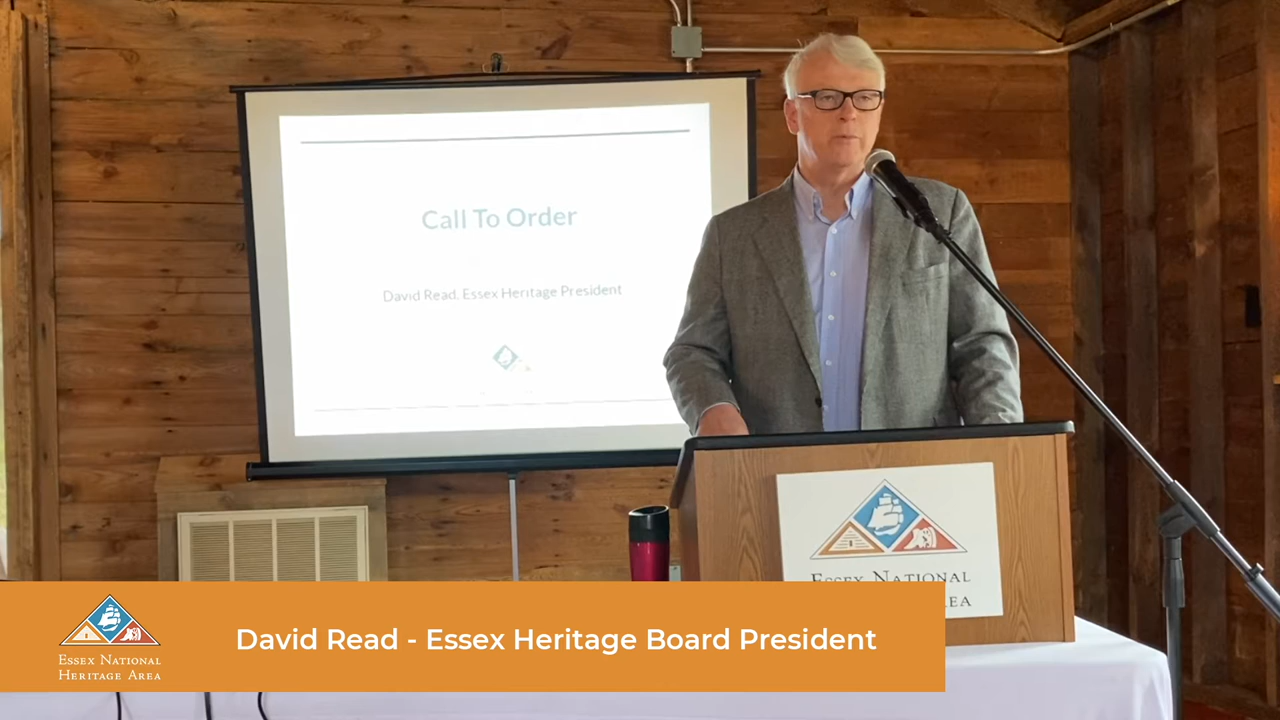 Call To Order
David Read, Essex Heritage President
Essex National
EA
Essex National
Heritage Area
David Read - Essex Heritage Board President